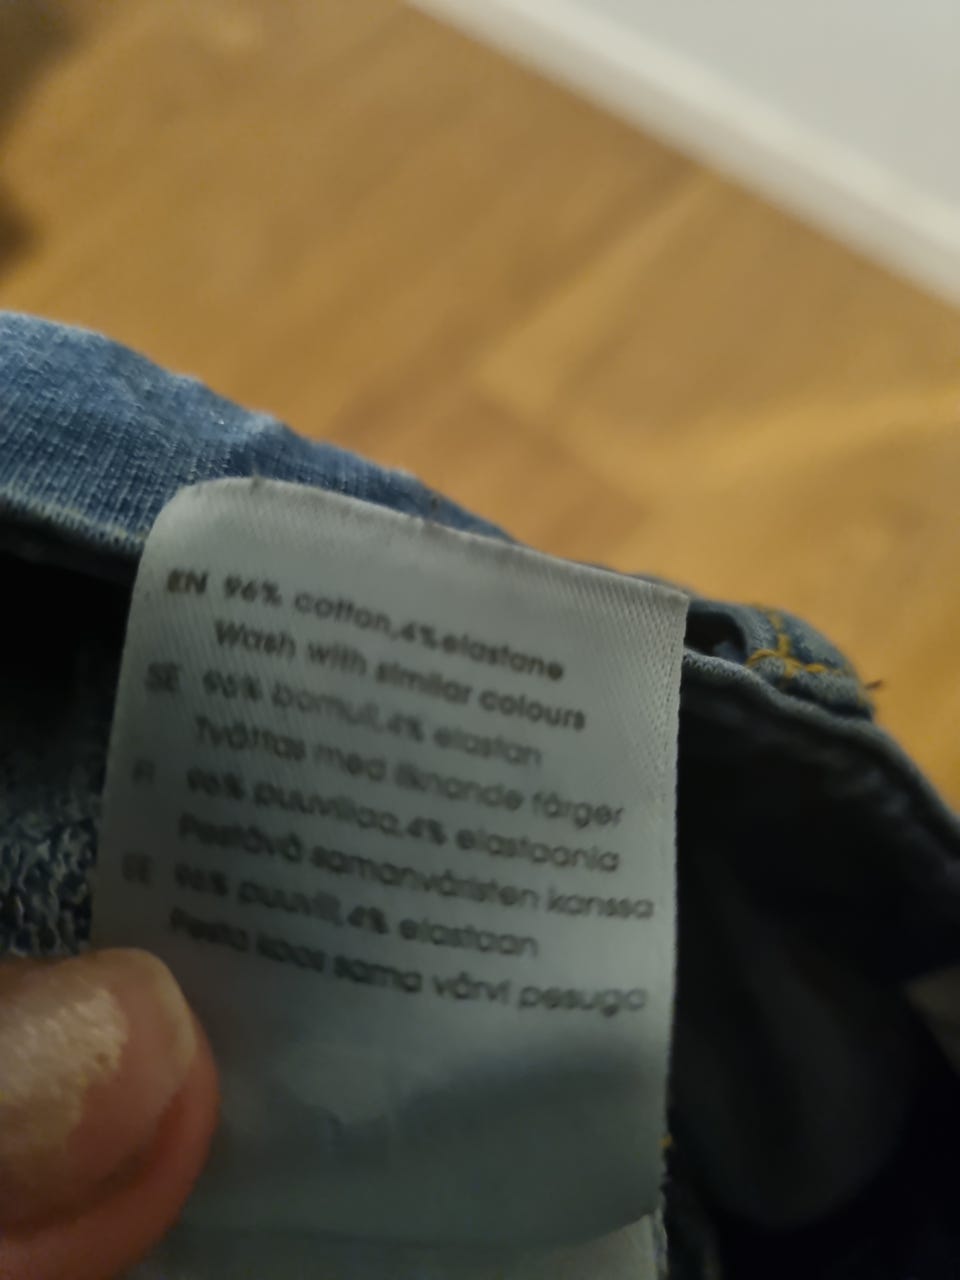 EN 96% cotton,4% elastane
Wash with similar colours
SE 96% bomull,4% elastan
Tvättas med liknande färger
FI 96% puuvillaa,4% elastaania
Pestävä samanväristen kanssa
EE 96% puuvill,4% elastaan
Pesta koos sama värvi pesuga